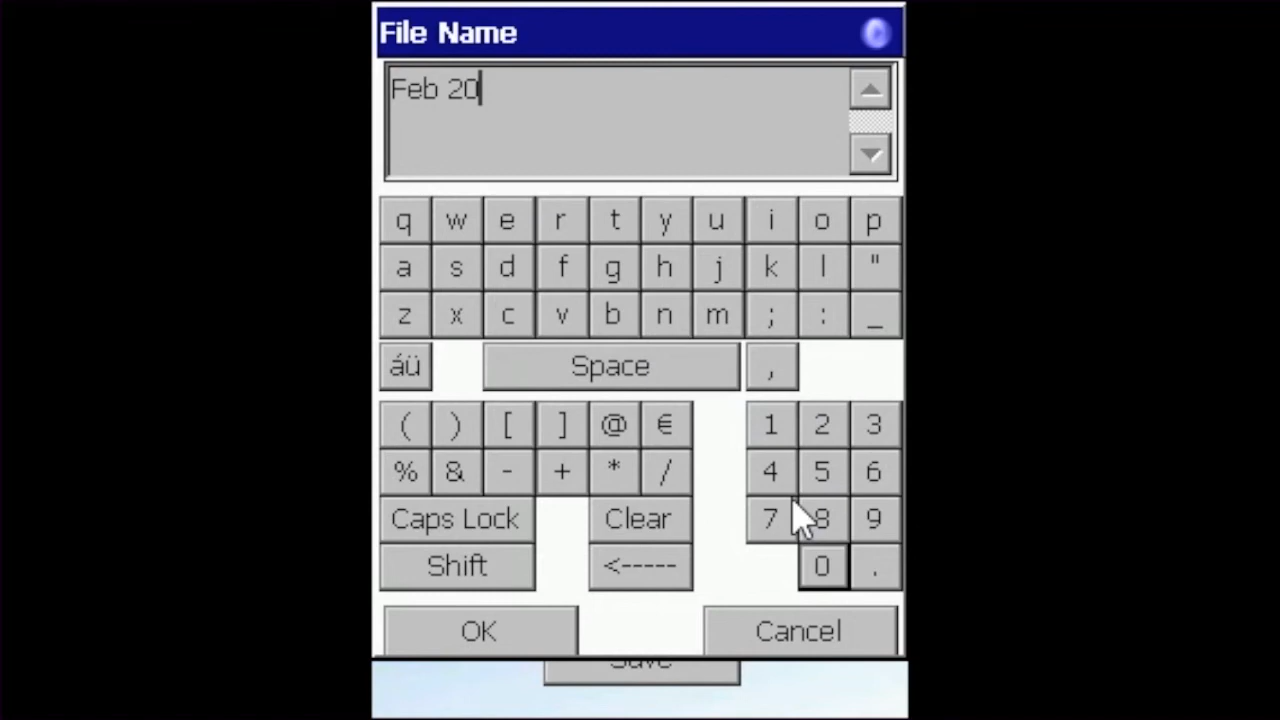 File Name
Feb 20
q w e r t y u i o p
a s d f g h j k l "
z x c v b n m ; : _
áü Space ,
( ) [ ] @ € 1 2 3
% & - + * / 4 5 6
Caps Lock Clear 7 8 9
Shift <----- 0 .
OK Cancel
Save